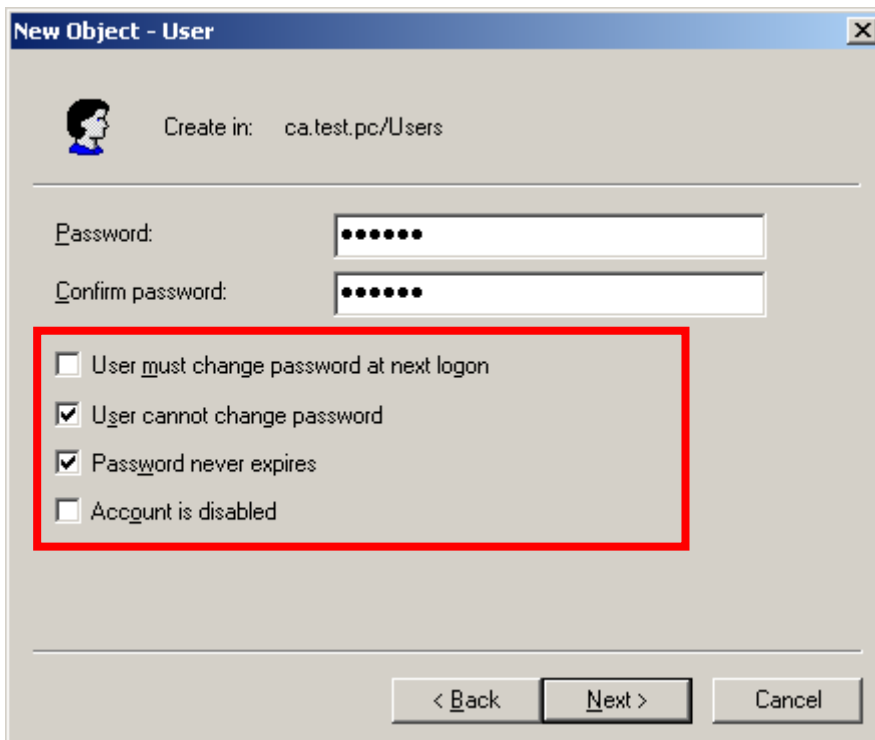 New Object - User
Create in: ca.test.pc/Users
Password: ●●●●●●
Confirm password: ●●●●●●
User must change password at next logon
User cannot change password
Password never expires
Account is disabled
< Back Next > Cancel